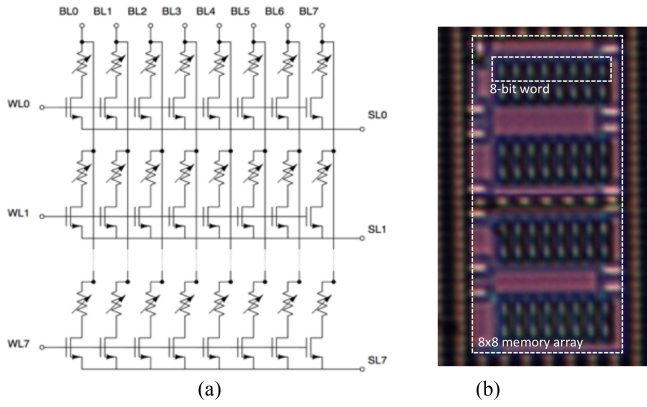 BL0 BL1 BL2 BL3 BL4 BL5 BL6 BL7
WL0
SL0
WL1
SL1
WL7
SL7
(a)
8-bit word
8x8 memory array
(b)